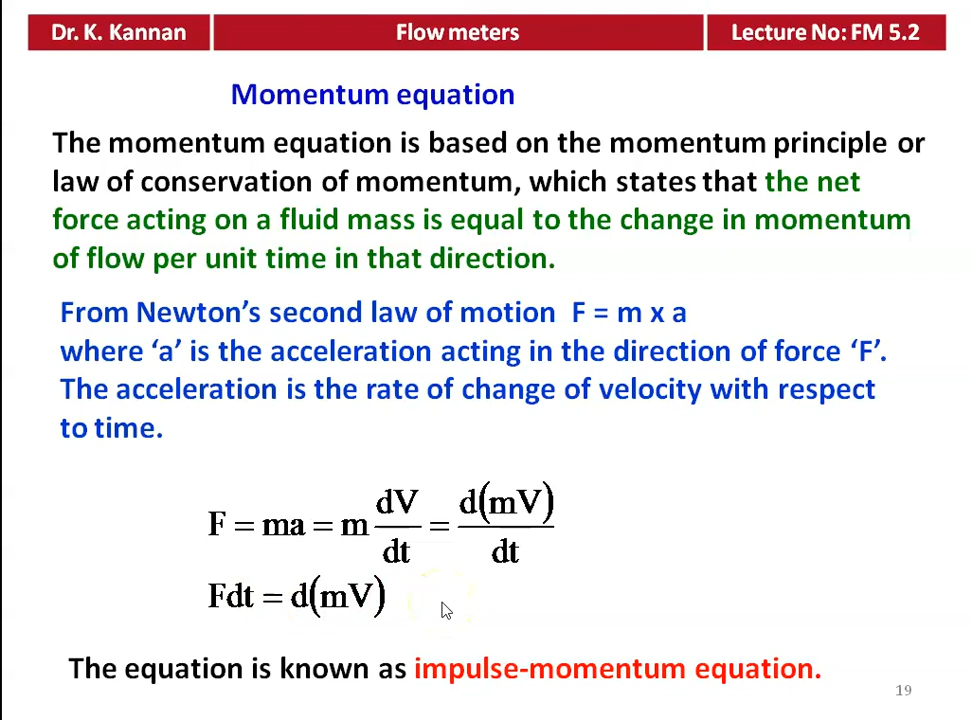 Dr. K. Kannan
Flow meters
Lecture No: FM 5.2
Momentum equation
The momentum equation is based on the momentum principle or
law of conservation of momentum, which states that the net
force acting on a fluid mass is equal to the change in momentum
of flow per unit time in that direction.
From Newton’s second law of motion F = m x a
where ‘a’ is the acceleration acting in the direction of force ‘F’.
The acceleration is the rate of change of velocity with respect
to time.
F = ma = m dV/dt = d(mV)/dt
Fdt = d(mV)
The equation is known as impulse-momentum equation.
19